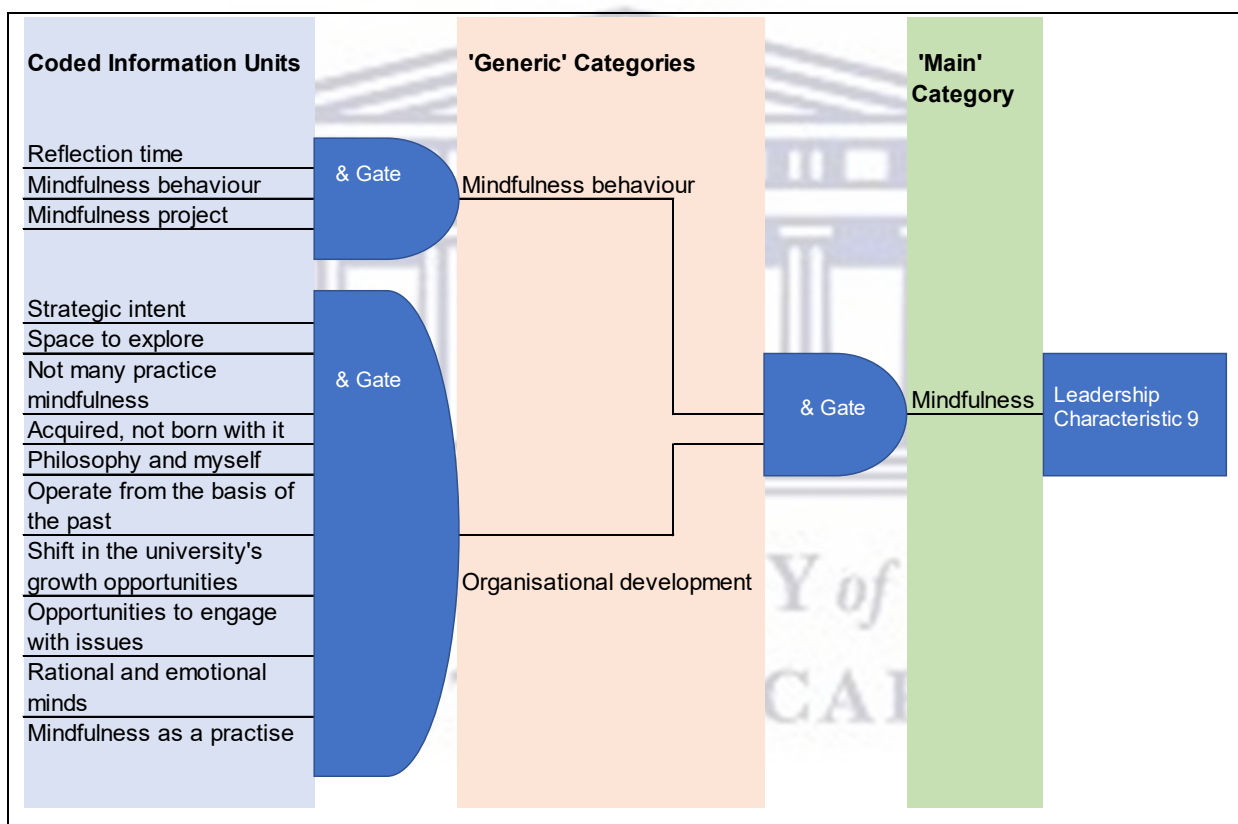 Coded Information Units
'Generic' Categories
'Main'
Category
Reflection time
Mindfulness behaviour
Mindfulness project
& Gate
Mindfulness behaviour
Strategic intent
Space to explore
Not many practice
mindfulness
Acquired, not born with it
Philosophy and myself
Operate from the basis of
the past
Shift in the university's
growth opportunities
Opportunities to engage
with issues
Rational and emotional
minds
Mindfulness as a practise
& Gate
Organisational development
& Gate
Mindfulness
Leadership
Characteristic 9
Y of
CA